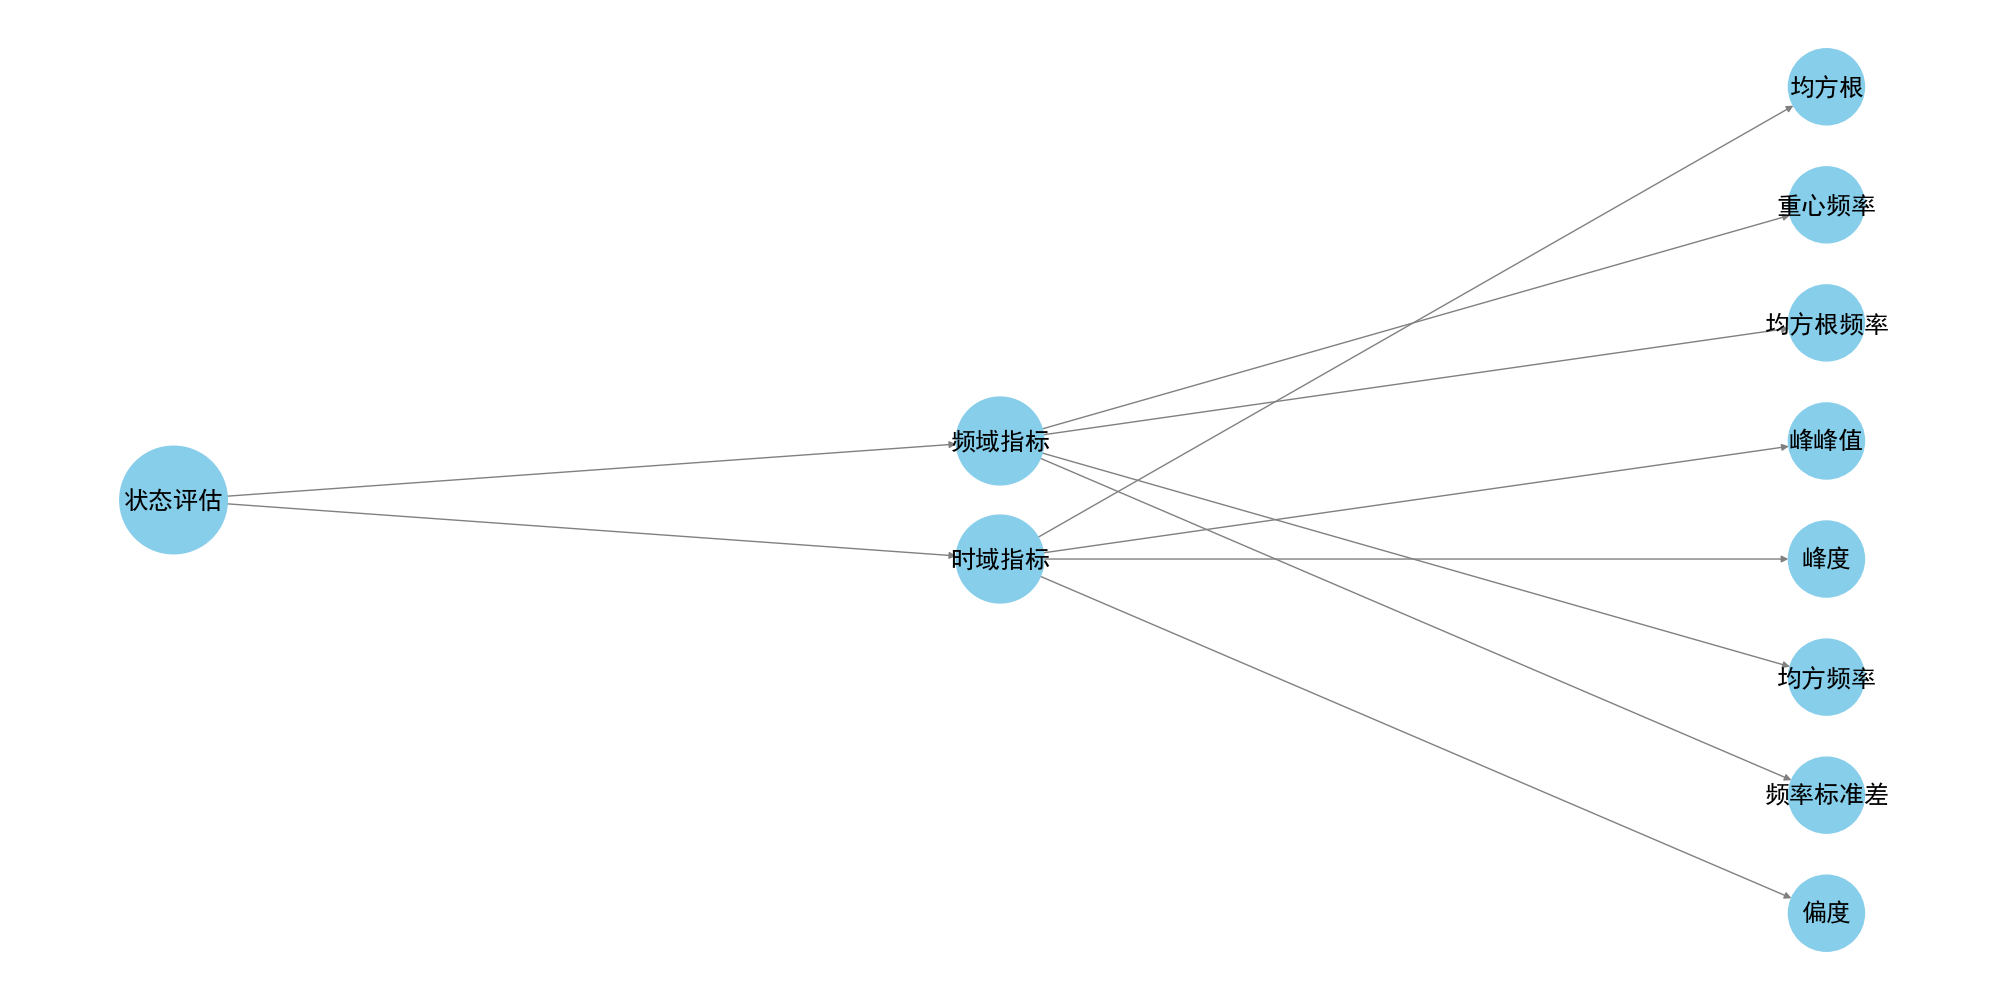 状态评估
频域指标
时域指标
均方根
重心频率
均方根频率
峰峰值
峰度
均方频率
频率标准差
偏度